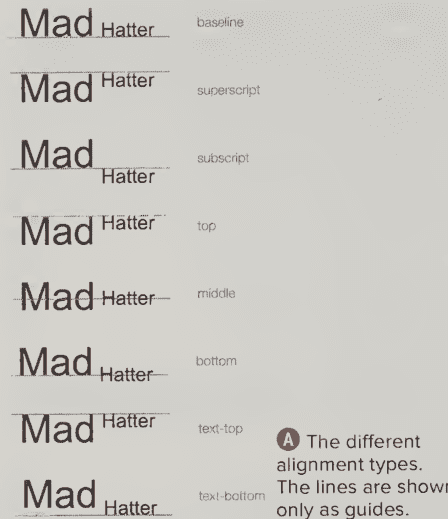 Mad Hatter baseline
Mad Hatter superscript
Mad Hatter subscript
Mad Hatter top
Mad Hatter middle
Mad Hatter bottom
Mad Hatter text-top
Mad Hatter text-bottom
A The different
alignment types.
The lines are shown
only as guides.